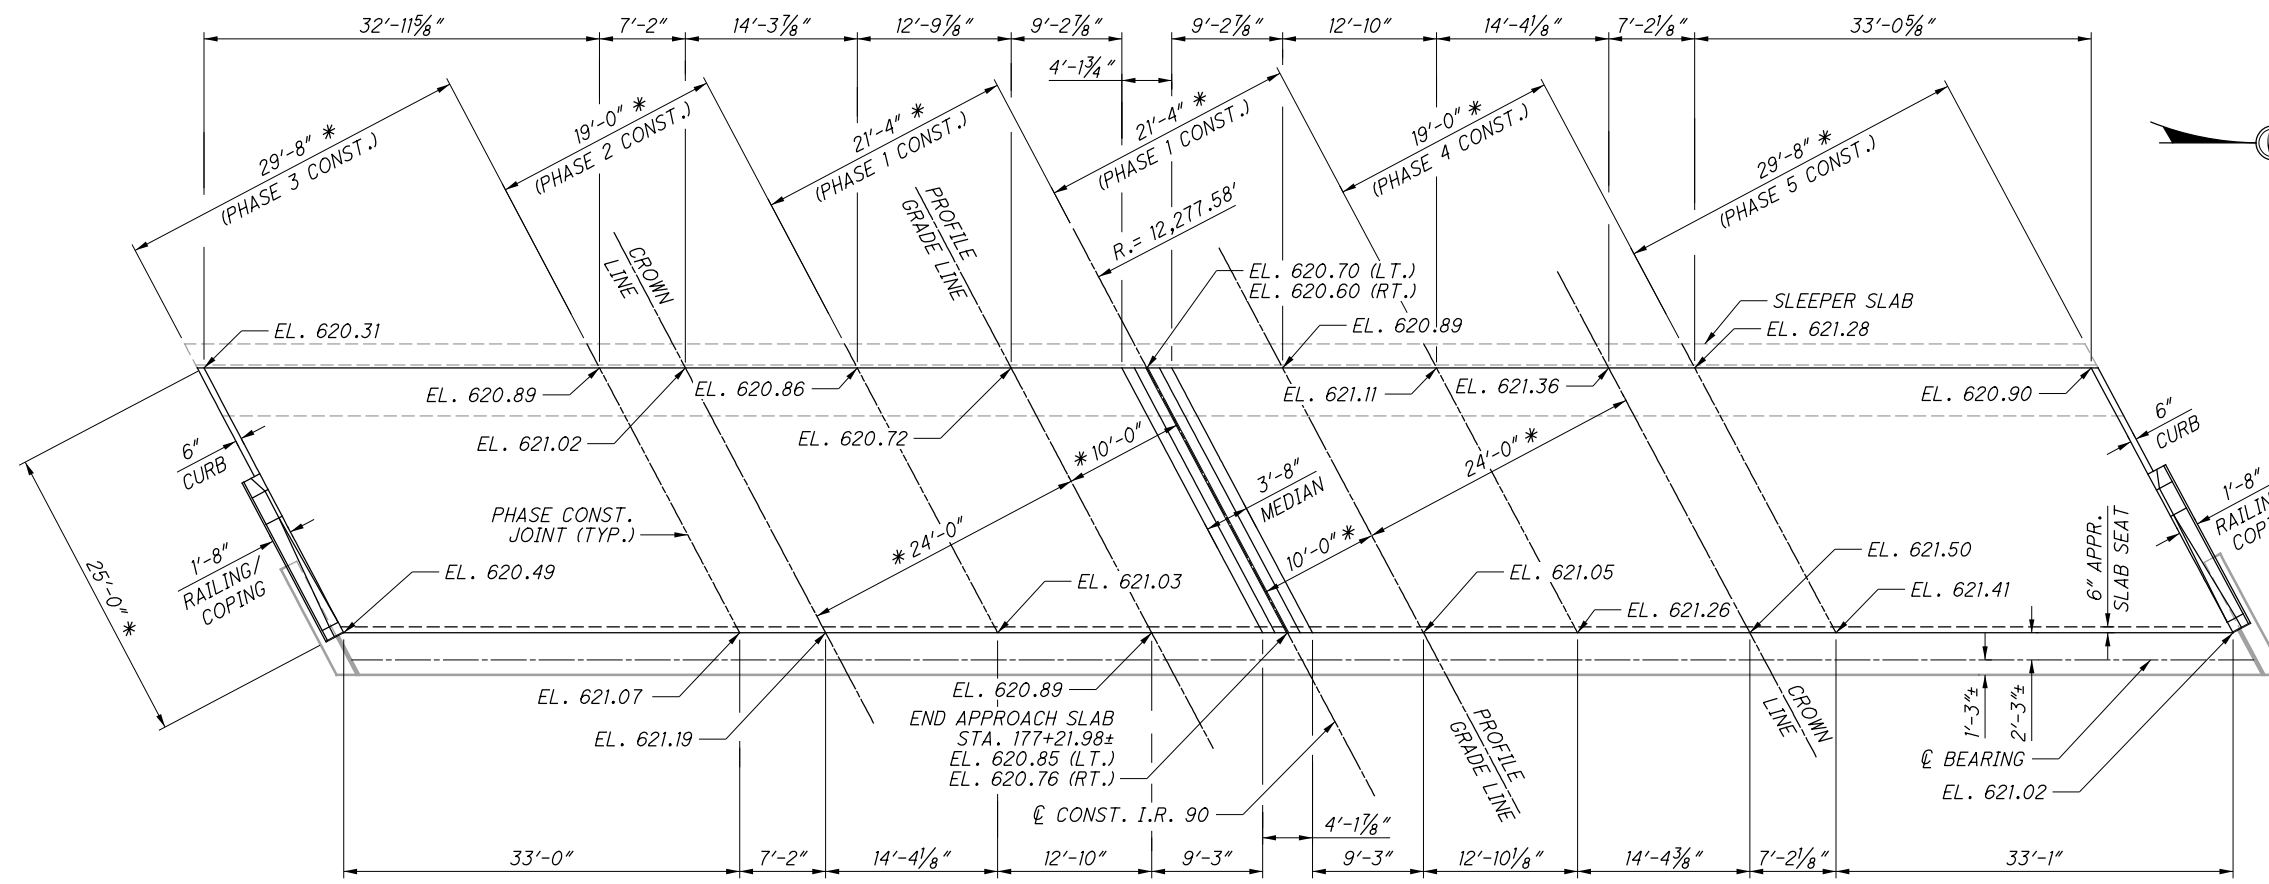 32'-11⅝"
7'-2"
14'-3⅞"
12'-9⅞"
9'-2⅞"
9'-2⅞"
12'-10"
14'-4⅛"
7'-2⅛"
33'-0⅝"
4'-1¾"
29'-8" *
(PHASE 3 CONST.)
19'-0" *
(PHASE 2 CONST.)
21'-4" *
(PHASE 1 CONST.)
21'-4" *
(PHASE 1 CONST.)
19'-0" *
(PHASE 4 CONST.)
29'-8" *
(PHASE 5 CONST.)
CROWN
LINE
PROFILE
GRADE LINE
R.= 12,277.58'
EL. 620.70 (LT.)
EL. 620.60 (RT.)
SLEEPER SLAB
EL. 620.31
EL. 620.89
EL. 621.28
EL. 620.89
EL. 620.86
EL. 621.11
EL. 621.36
EL. 620.90
EL. 621.02
EL. 620.72
6"
CURB
* 10'-0"
24'-0" *
6"
CURB
3'-8"
MEDIAN
PHASE CONST.
JOINT (TYP.)
* 24'-0"
10'-0" *
1'-8"
RAILING/
COPING
1'-8"
25'-0" *
EL. 620.49
EL. 621.03
EL. 621.05
EL. 621.50
EL. 621.26
EL. 621.41
6" APPR.
SLAB SEAT
EL. 621.07
EL. 620.89
EL. 621.19
END APPROACH SLAB
STA. 177+21.98±
EL. 620.85 (LT.)
EL. 620.76 (RT.)
PROFILE
GRADE LINE
CROWN
LINE
1'-3"±
2'-3"±
℄ BEARING
EL. 621.02
℄ CONST. I.R. 90
4'-1⅞"
33'-0"
7'-2"
14'-4⅛"
12'-10"
9'-3"
9'-3"
12'-10⅛"
14'-4⅜"
7'-2⅛"
33'-1"